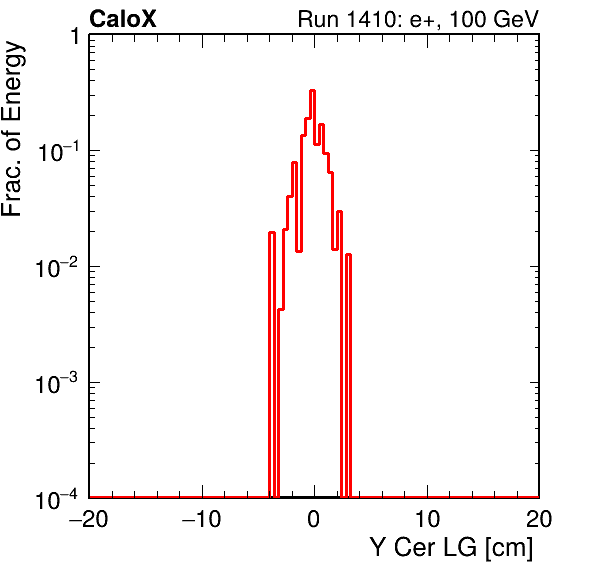 CaloX Run 1410: e+, 100 GeV
Frac. of Energy
1
10⁻¹
10⁻²
10⁻³
10⁻⁴
−20 −10 0 10 20
Y Cer LG [cm]